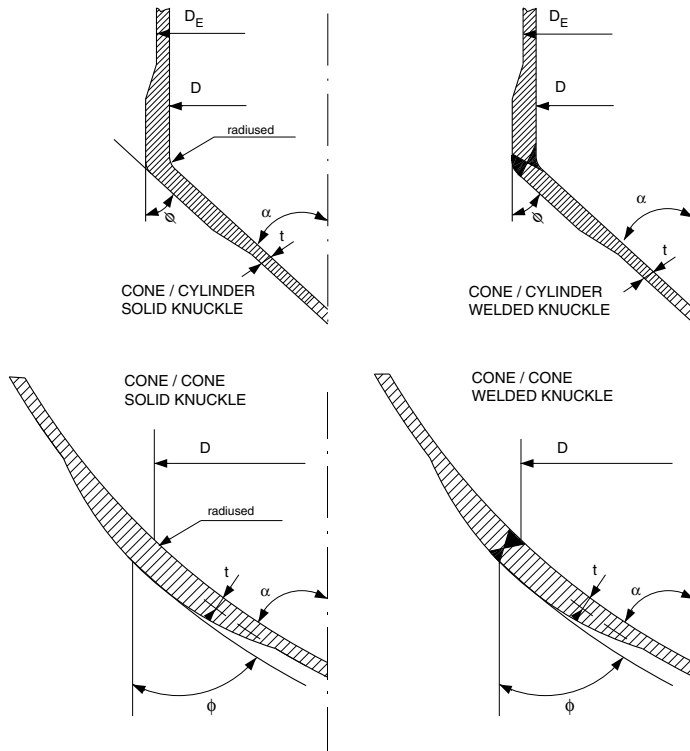 D_E
D_E
D
D
radiused
α
α
ϕ
ϕ
t
t
CONE / CYLINDER
SOLID KNUCKLE
CONE / CYLINDER
WELDED KNUCKLE
CONE / CONE
SOLID KNUCKLE
CONE / CONE
WELDED KNUCKLE
D
D
radiused
t
α
t
α
ϕ
ϕ